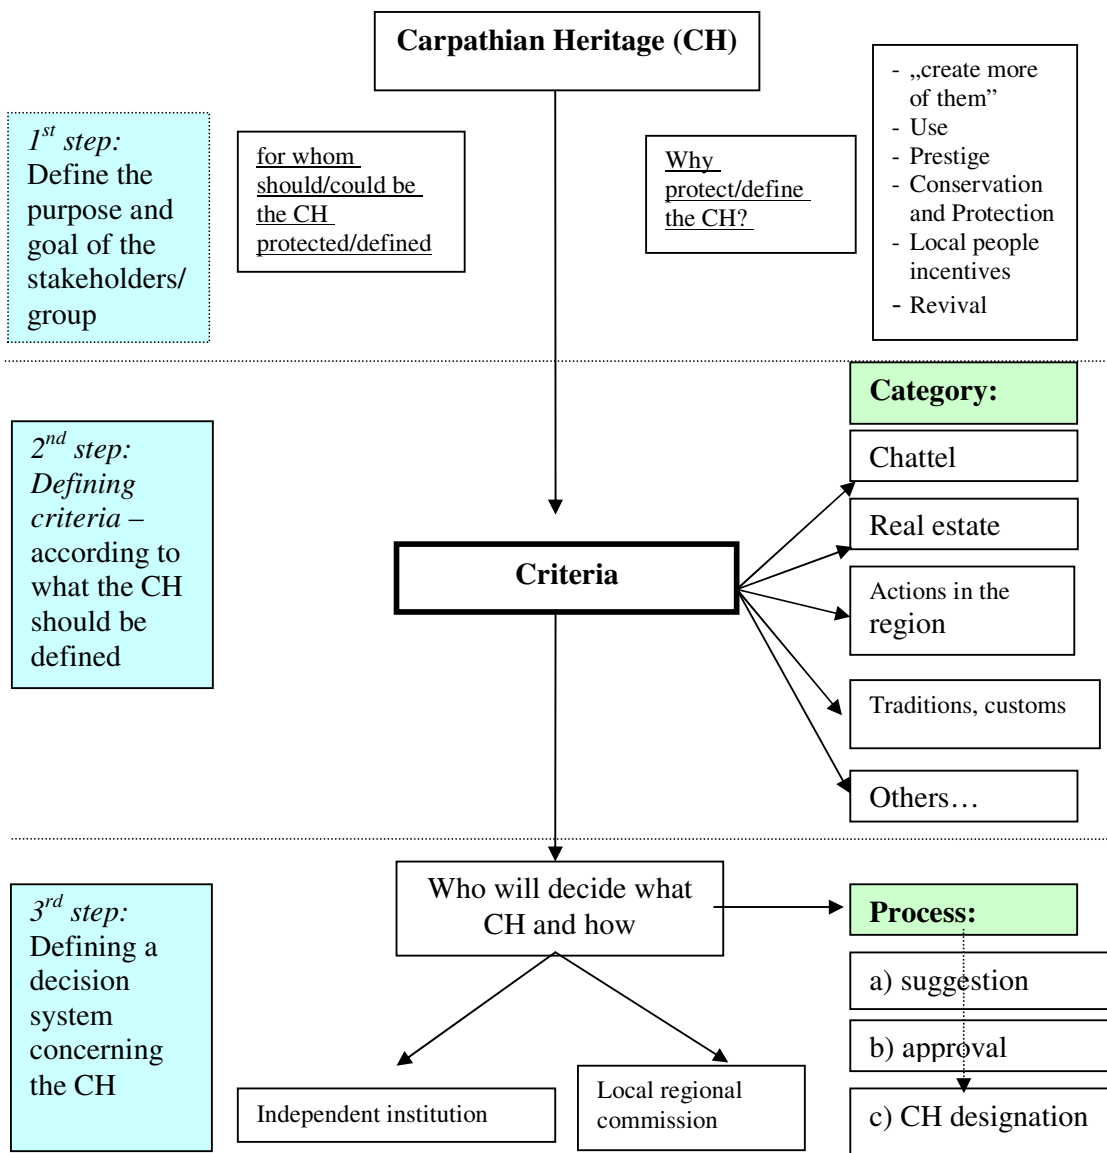 Carpathian Heritage (CH)
1st step:
Define the
purpose and
goal of the
stakeholders/
group
for whom
should/could be
the CH
protected/defined
Why
protect/define
the CH?
- „create more
of them”
- Use
- Prestige
- Conservation
and Protection
- Local people
incentives
- Revival
2nd step:
Defining
criteria –
according to
what the CH
should be
defined
Criteria
Category:
Chattel
Real estate
Actions in the
region
Traditions, customs
Others…
3rd step:
Defining a
decision
system
concerning
the CH
Who will decide what
CH and how
Independent institution
Local regional
commission
Process:
a) suggestion
b) approval
c) CH designation